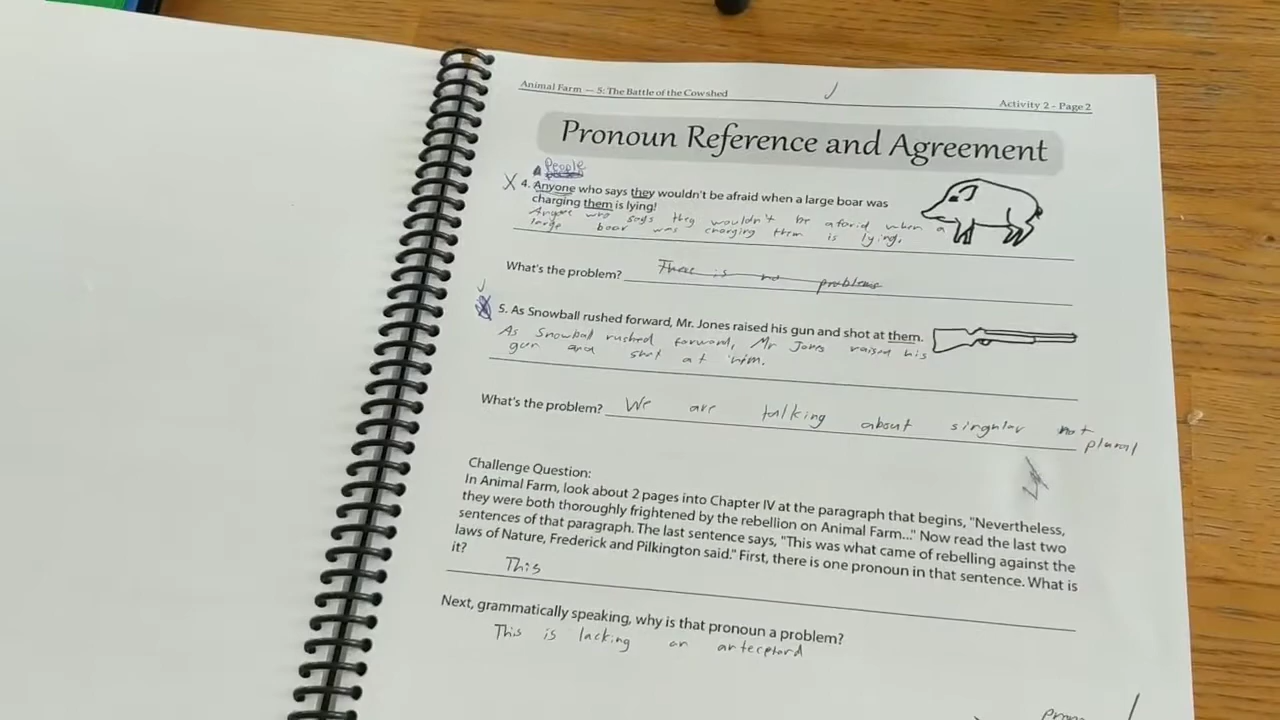 Animal Farm — 5: The Battle of the Cowshed
Activity 2 - Page 2
Pronoun Reference and Agreement
People
4. Anyone who says they wouldn't be afraid when a large boar was
charging them is lying!
Anyone who says they wouldn't be aforid when a
large boar was charging them is lying.
What's the problem? There is no problems
5. As Snowball rushed forward, Mr. Jones raised his gun and shot at them.
As Snowball rushed forward, Mr Jones raised his
gun and shot at him.
What's the problem? We are talking about singular not
plural
Challenge Question:
In Animal Farm, look about 2 pages into Chapter IV at the paragraph that begins, "Nevertheless,
they were both thoroughly frightened by the rebellion on Animal Farm..." Now read the last two
sentences of that paragraph. The last sentence says, "This was what came of rebelling against the
laws of Nature, Frederick and Pilkington said." First, there is one pronoun in that sentence. What is
it?
This
Next, grammatically speaking, why is that pronoun a problem?
This is lacking an